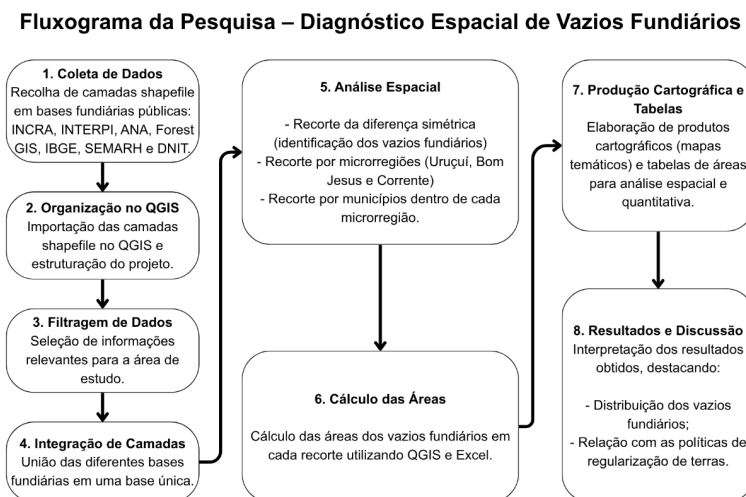 Fluxograma da Pesquisa – Diagnóstico Espacial de Vazios Fundiários
1. Coleta de Dados
Recolha de camadas shapefile
em bases fundiárias públicas:
INCRA, INTERPI, ANA, Forest
GIS, IBGE, SEMARH e DNIT.
2. Organização no QGIS
Importação das camadas
shapefile no QGIS e
estruturação do projeto.
3. Filtragem de Dados
Seleção de informações
relevantes para a área de
estudo.
4. Integração de Camadas
União das diferentes bases
fundiárias em uma base única.
5. Análise Espacial
- Recorte da diferença simétrica
(identificação dos vazios fundiários)
- Recorte por microrregiões (Uruçuí, Bom
Jesus e Corrente)
- Recorte por municípios dentro de cada
microrregião.
6. Cálculo das Áreas
Cálculo das áreas dos vazios fundiários em
cada recorte utilizando QGIS e Excel.
7. Produção Cartográfica e
Tabelas
Elaboração de produtos
cartográficos (mapas
temáticos) e tabelas de áreas
para análise espacial e
quantitativa.
8. Resultados e Discussão
Interpretação dos resultados
obtidos, destacando:
- Distribuição dos vazios
fundiários;
- Relação com as políticas de
regularização de terras.